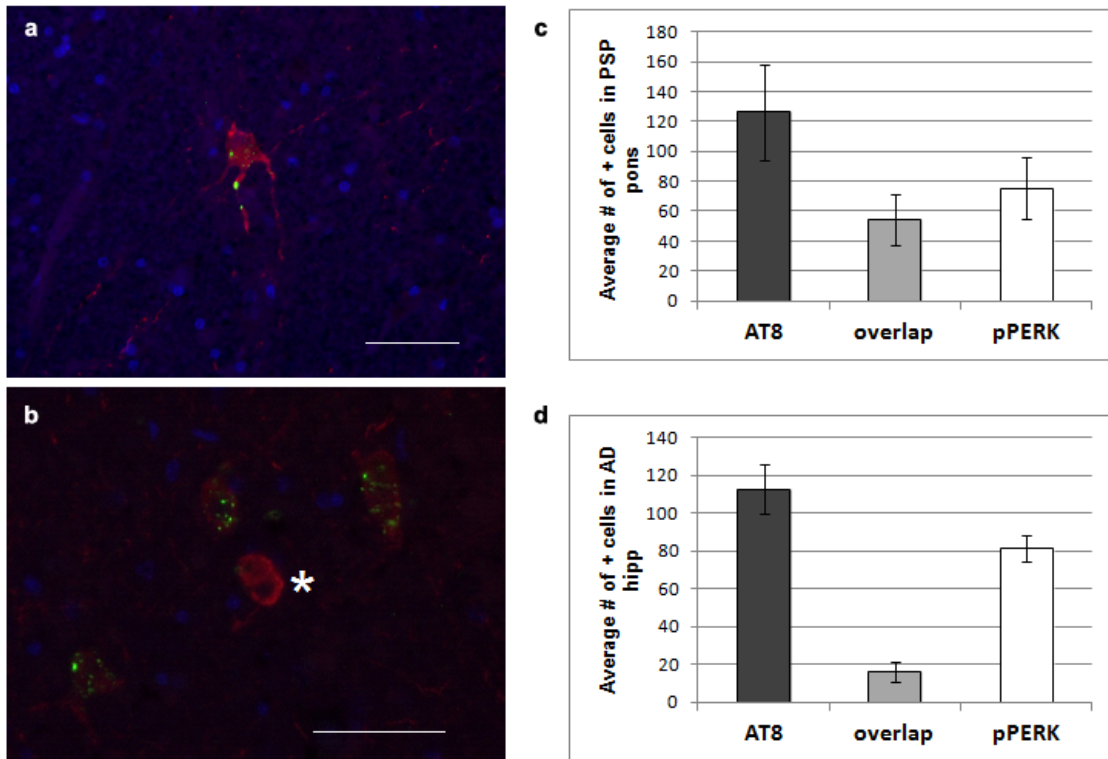 a
b
*
c
Average # of + cells in PSP
pons
180
160
140
120
100
80
60
40
20
0
AT8 overlap pPERK
d
Average # of + cells in AD
hipp
140
120
100
80
60
40
20
0
AT8 overlap pPERK